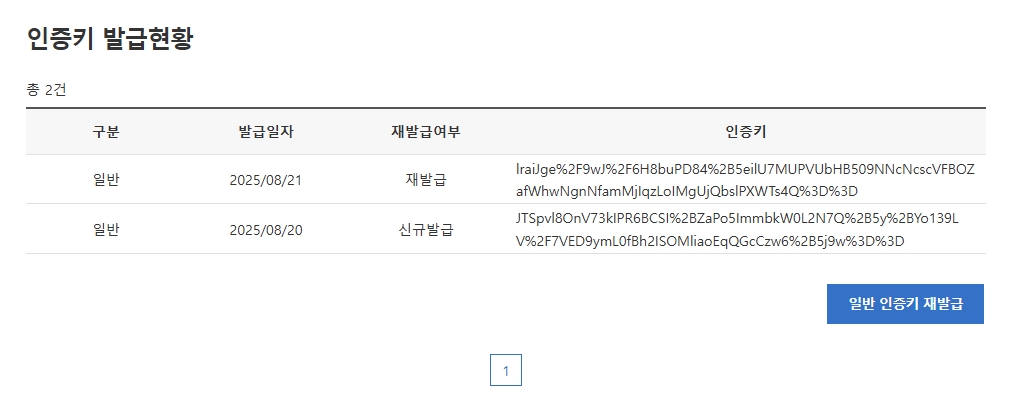 인증키 발급현황
총 2건
구분 발급일자 재발급여부 인증키
일반 2025/08/21 재발급 lraiJge%2F9wJ%2F6H8buPD84%2B5eilU7MUPVUbHB509NNcNcscVFBOZ
afWhwNgnNfamMjIqzLoIMgUjQbslPXWTs4Q%3D%3D
일반 2025/08/20 신규발급 JTSpvl8OnV73kIPR6BCSI%2BZaPo5ImmbkW0L2N7Q%2B5y%2BYo139L
V%2F7VED9ymL0fBh2ISOMliaoEqQGcCzw6%2B5j9w%3D%3D
일반 인증키 재발급
1